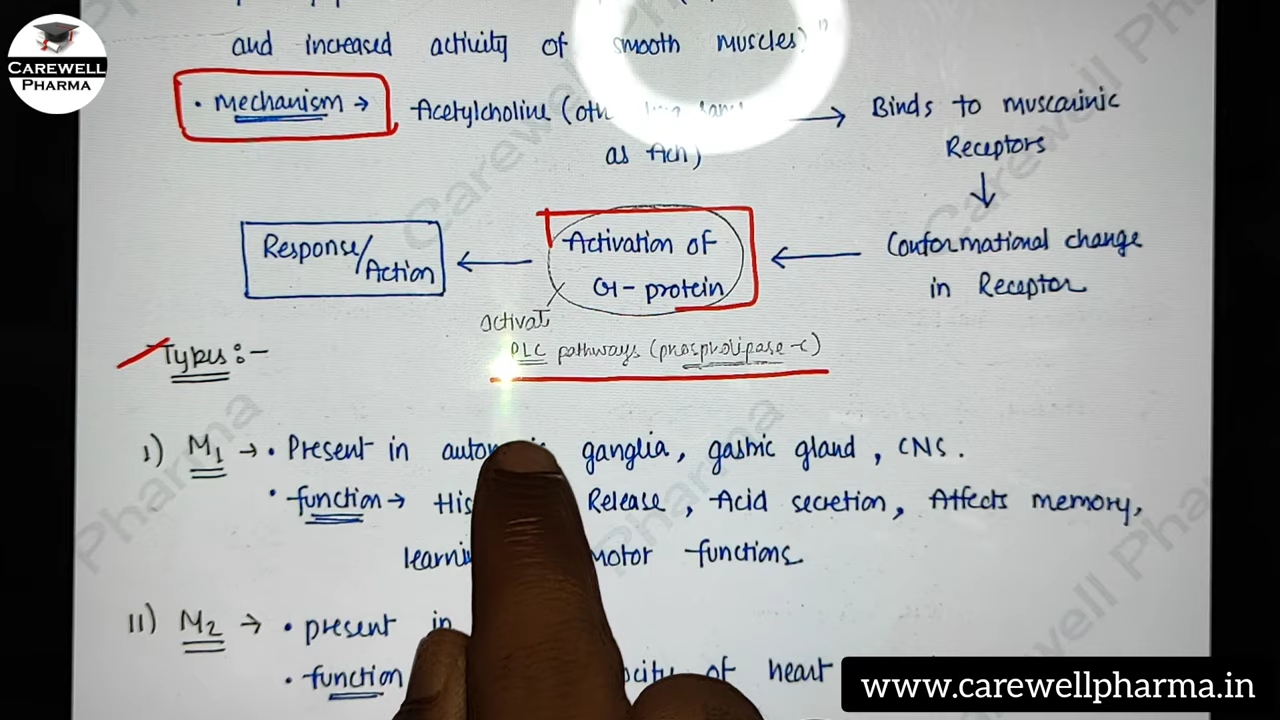 CAREWELL
PHARMA
and increased activity of smooth muscles)"
• Mechanism → Acetylcholine ( → Binds to muscarinic
as Ach) Receptors
↓
Response/ Action ← Activation of G-protein ← Conformational change in Receptor
activat
PLC pathways (phospholipase-c)
Types:-
I) M1 → • Present in ganglia, gastric gland, CNS.
• function → Release, Acid secretion, Affects memory,
motor functions.
II) M2 → • present in
• function of heart
www.carewellpharma.in